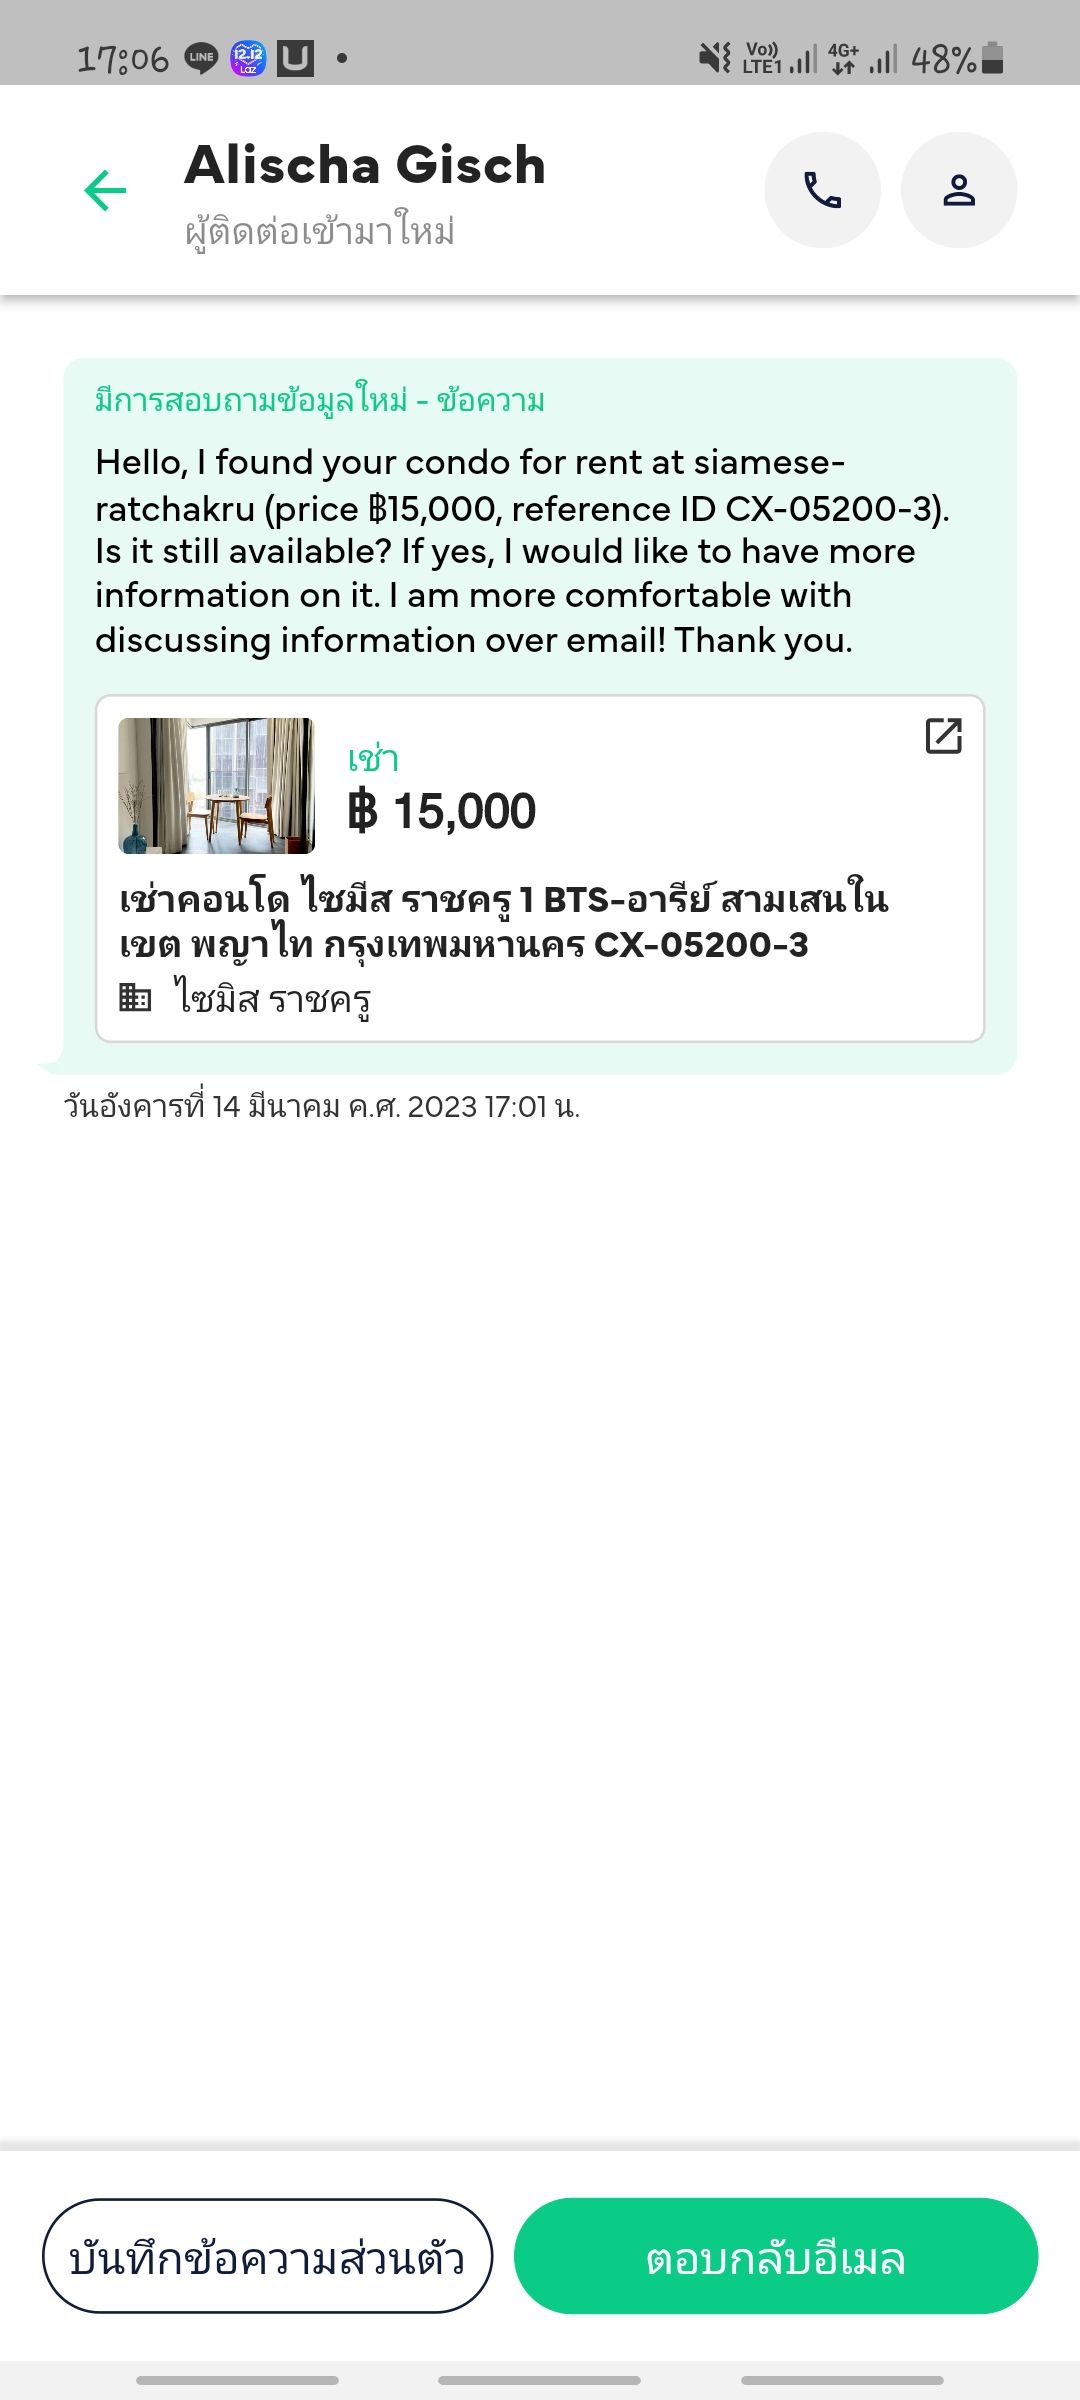 17:06 LINE 12.12 Laz U Vo)) LTE1 4G+ 48%
Alischa Gisch
ผู้ติดต่อเข้ามาใหม่
มีการสอบถามข้อมูลใหม่ - ข้อความ
Hello, I found your condo for rent at siamese-
ratchakru (price ฿15,000, reference ID CX-05200-3).
Is it still available? If yes, I would like to have more
information on it. I am more comfortable with
discussing information over email! Thank you.
เช่า
฿ 15,000
เช่าคอนโด ไซมีส ราชครู 1 BTS-อารีย์ สามเสนใน
เขต พญาไท กรุงเทพมหานคร CX-05200-3
ไซมิส ราชครู
วันอังคารที่ 14 มีนาคม ค.ศ. 2023 17:01 น.
บันทึกข้อความส่วนตัว
ตอบกลับอีเมล